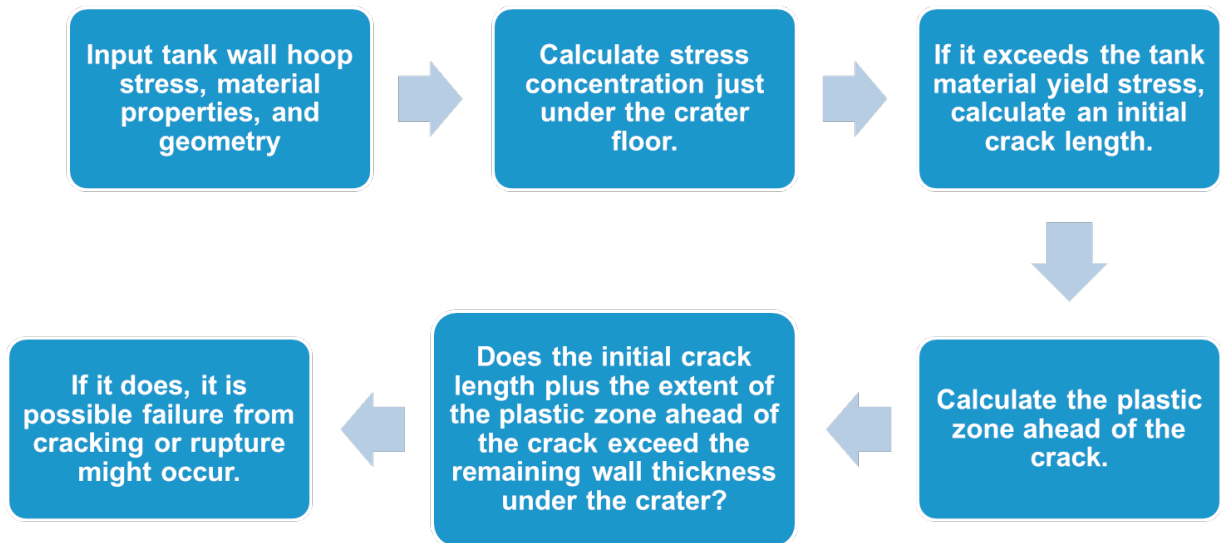 Input tank wall hoop
stress, material
properties, and
geometry
Calculate stress
concentration just
under the crater
floor.
If it exceeds the tank
material yield stress,
calculate an initial
crack length.
Calculate the plastic
zone ahead of the
crack.
Does the initial crack
length plus the extent of
the plastic zone ahead of
the crack exceed the
remaining wall thickness
under the crater?
If it does, it is
possible failure from
cracking or rupture
might occur.